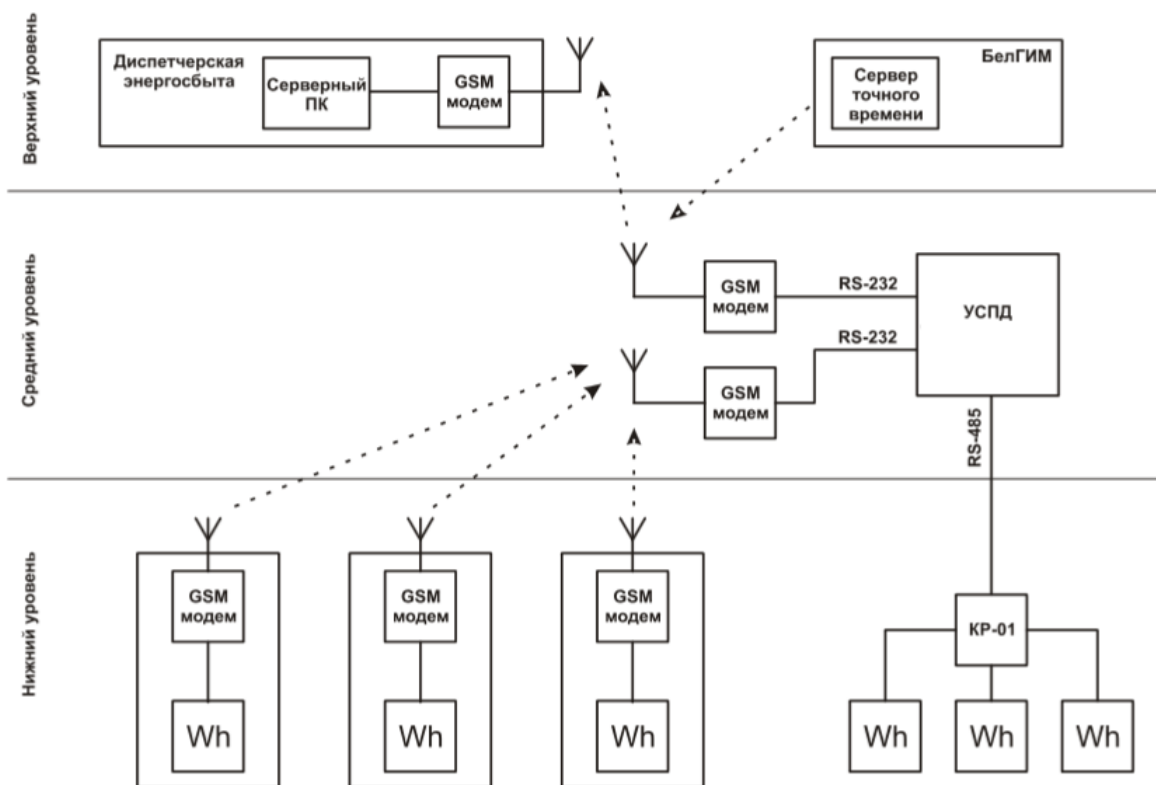 Верхний уровень
Диспетчерская
энергосбыта
Серверный
ПК
GSM
модем
БелГИМ
Сервер
точного
времени
Средний уровень
GSM
модем
RS-232
УСПД
RS-232
GSM
модем
RS-485
Нижний уровень
GSM
модем
GSM
модем
GSM
модем
КР-01
Wh
Wh
Wh
Wh
Wh
Wh